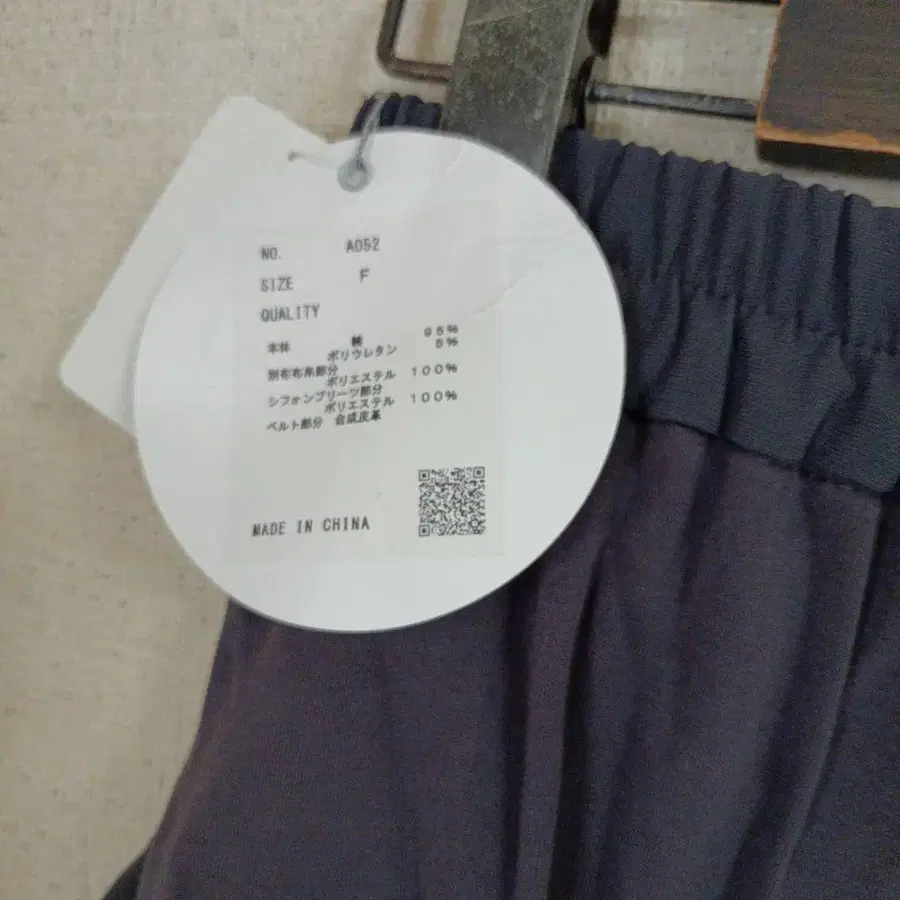 NO. A052
SIZE F
QUALITY
本体 綿 95%
ポリウレタン 5%
別布布帛部分
ポリエステル 100%
シフォンプリーツ部分
ポリエステル 100%
ベルト部分 合成皮革
MADE IN CHINA